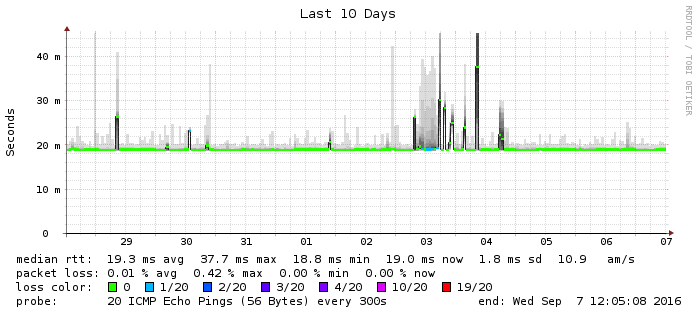 Last 10 Days
RRDTOOL / TOBI OETIKER
Seconds
40 m
30 m
20 m
10 m
0
29 30 31 01 02 03 04 05 06 07
median rtt: 19.3 ms avg 37.7 ms max 18.8 ms min 19.0 ms now 1.8 ms sd 10.9 am/s
packet loss: 0.01 % avg 0.42 % max 0.00 % min 0.00 % now
loss color: 0 1/20 2/20 3/20 4/20 10/20 19/20
probe: 20 ICMP Echo Pings (56 Bytes) every 300s end: Wed Sep 7 12:05:08 2016